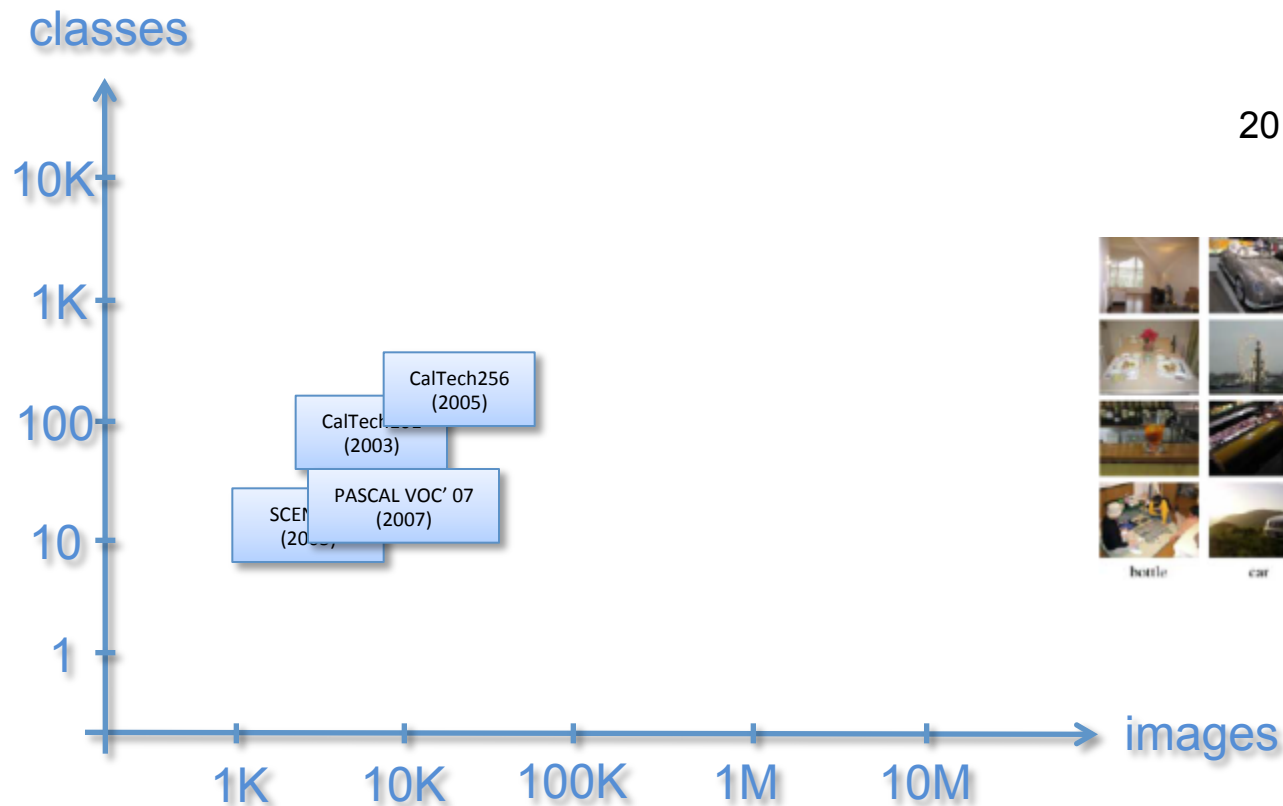 classes
20
10K
1K
CalTech256
(2005)
100
(2003)
PASCAL VOC' 07
(2007)
10
1
bottle
car
images
1K
10K
100K
1M
10M